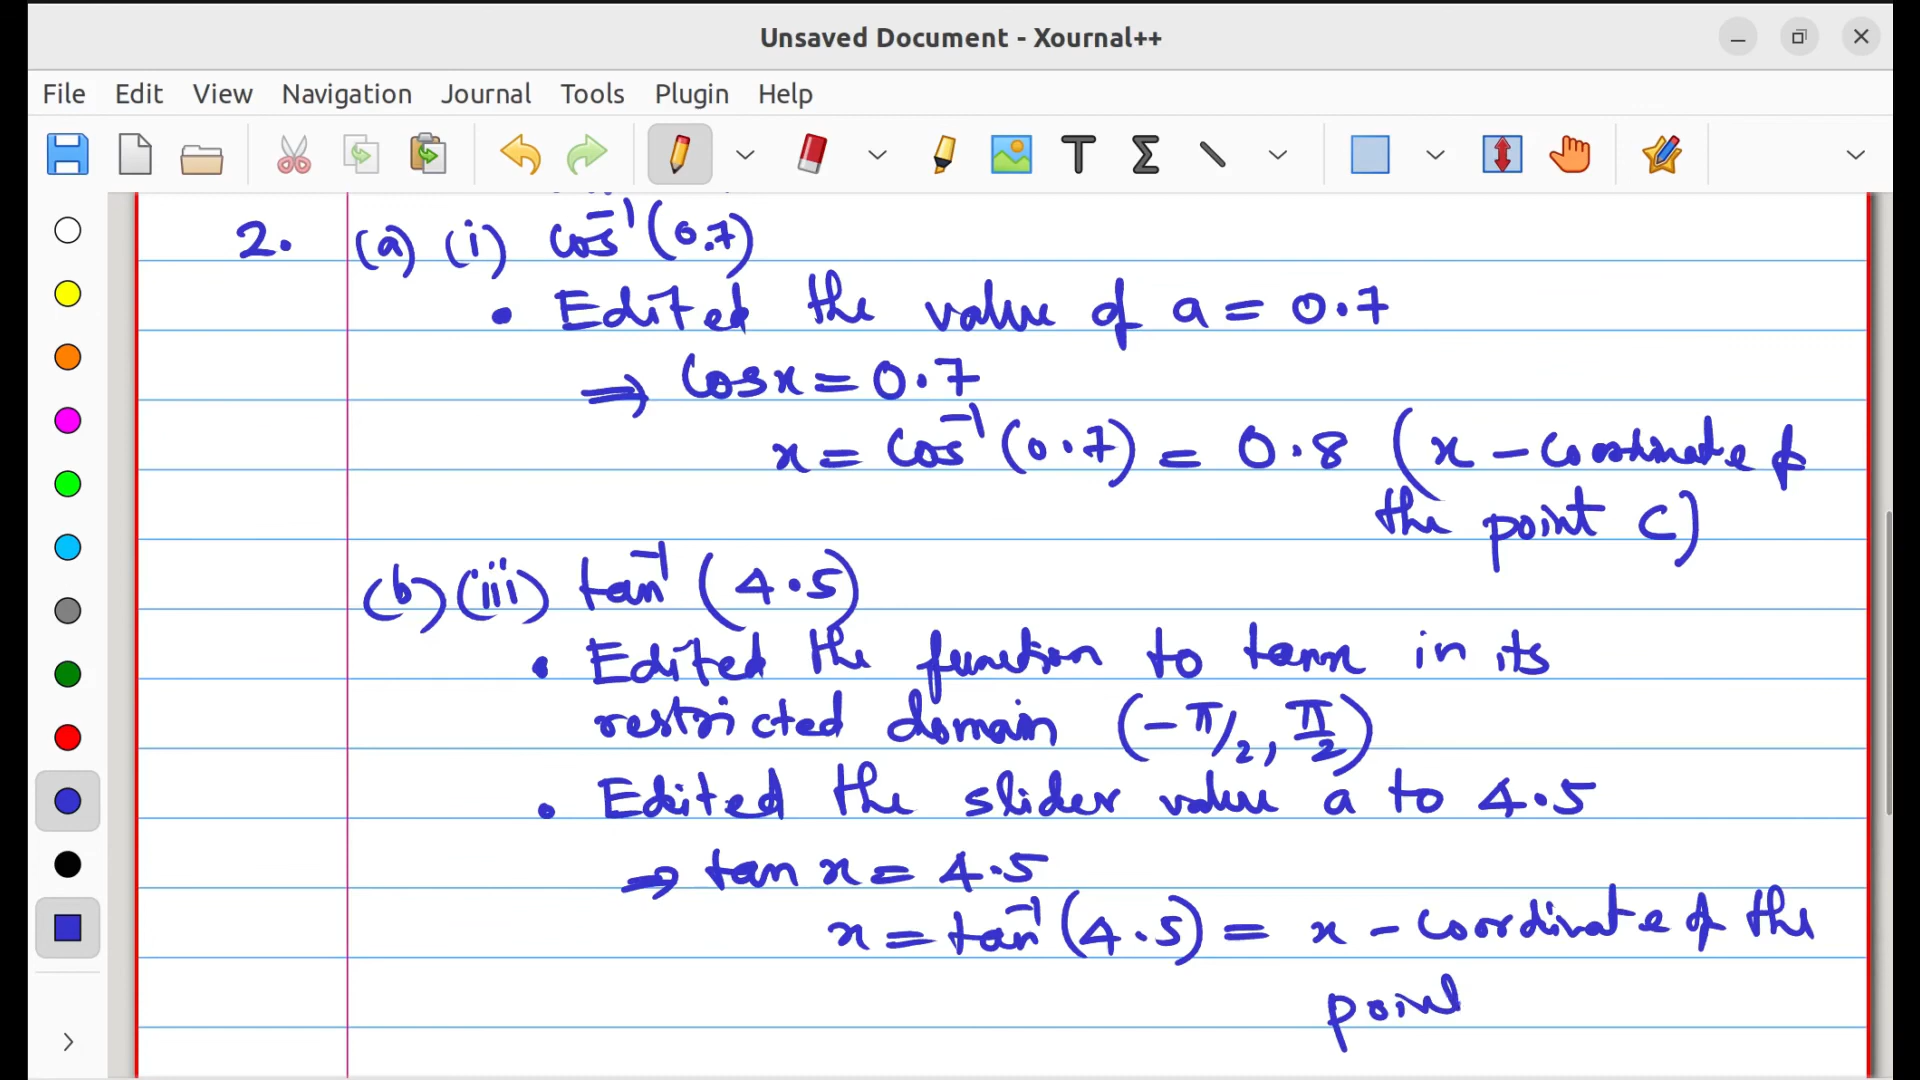 Unsaved Document - Xournal++
File Edit View Navigation Journal Tools Plugin Help
2. (a) (i) cos⁻¹(0.7)
• Edited the value of a = 0.7
⇒ cosx = 0.7
x = cos⁻¹(0.7) = 0.8 (x-coordinate of
the point C)
(b) (iii) tan⁻¹(4.5)
• Edited the function to tanx in its
restricted domain (-π/2, π/2)
• Edited the slider value a to 4.5
⇒ tan x = 4.5
x = tan⁻¹(4.5) = x-coordinate of the
point